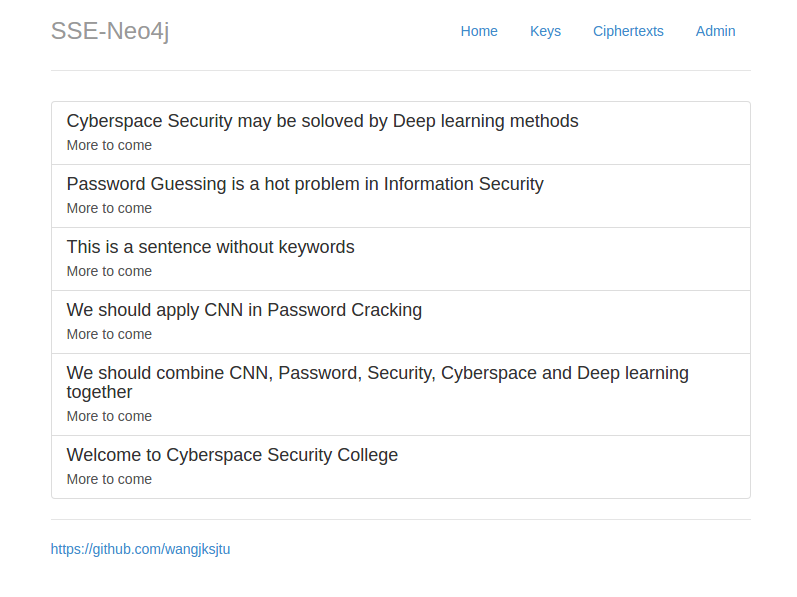 SSE-Neo4j
Home Keys Ciphertexts Admin
Cyberspace Security may be soloved by Deep learning methods
More to come
Password Guessing is a hot problem in Information Security
More to come
This is a sentence without keywords
More to come
We should apply CNN in Password Cracking
More to come
We should combine CNN, Password, Security, Cyberspace and Deep learning
together
More to come
Welcome to Cyberspace Security College
More to come
https://github.com/wangjksjtu